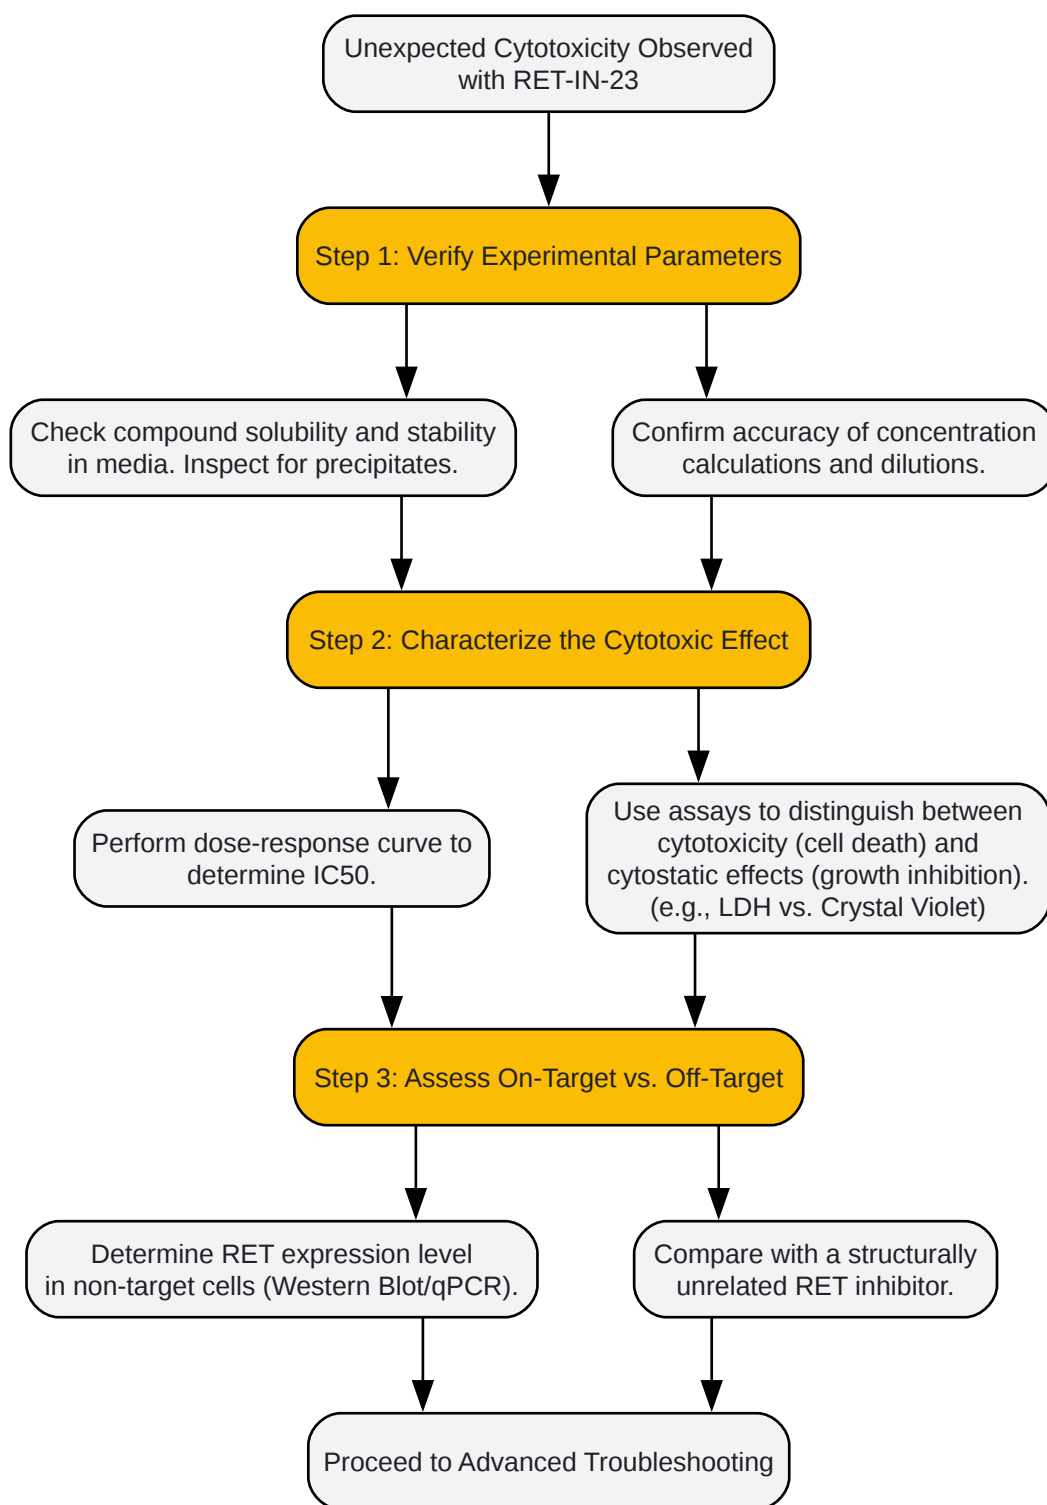 Unexpected Cytotoxicity Observed
with RET-IN-23
Step 1: Verify Experimental Parameters
Check compound solubility and stability
in media. Inspect for precipitates.
Confirm accuracy of concentration
calculations and dilutions.
Step 2: Characterize the Cytotoxic Effect
Perform dose-response curve to
determine IC50.
Use assays to distinguish between
cytotoxicity (cell death) and
cytostatic effects (growth inhibition).
(e.g., LDH vs. Crystal Violet)
Step 3: Assess On-Target vs. Off-Target
Determine RET expression level
in non-target cells (Western Blot/qPCR).
Compare with a structurally
unrelated RET inhibitor.
Proceed to Advanced Troubleshooting